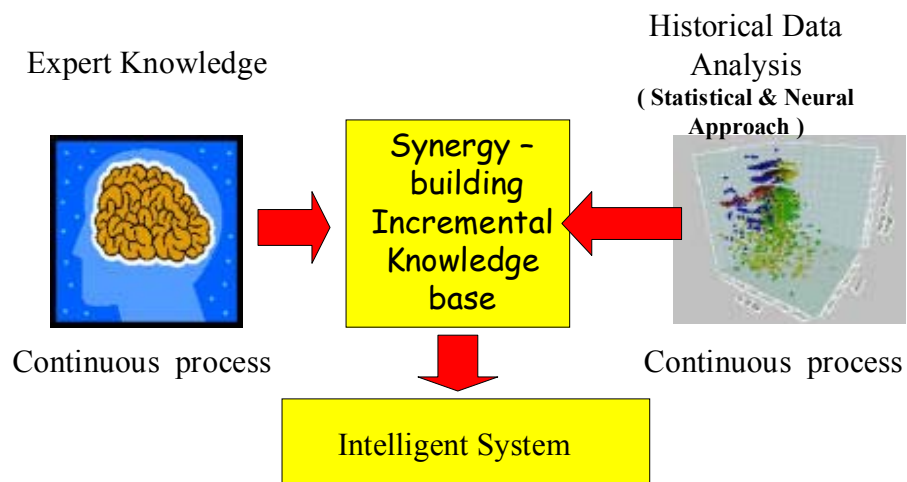 Expert Knowledge
Historical Data
Analysis
( Statistical & Neural
Approach )
Synergy –
building
Incremental
Knowledge
base
Continuous process
Continuous process
Intelligent System